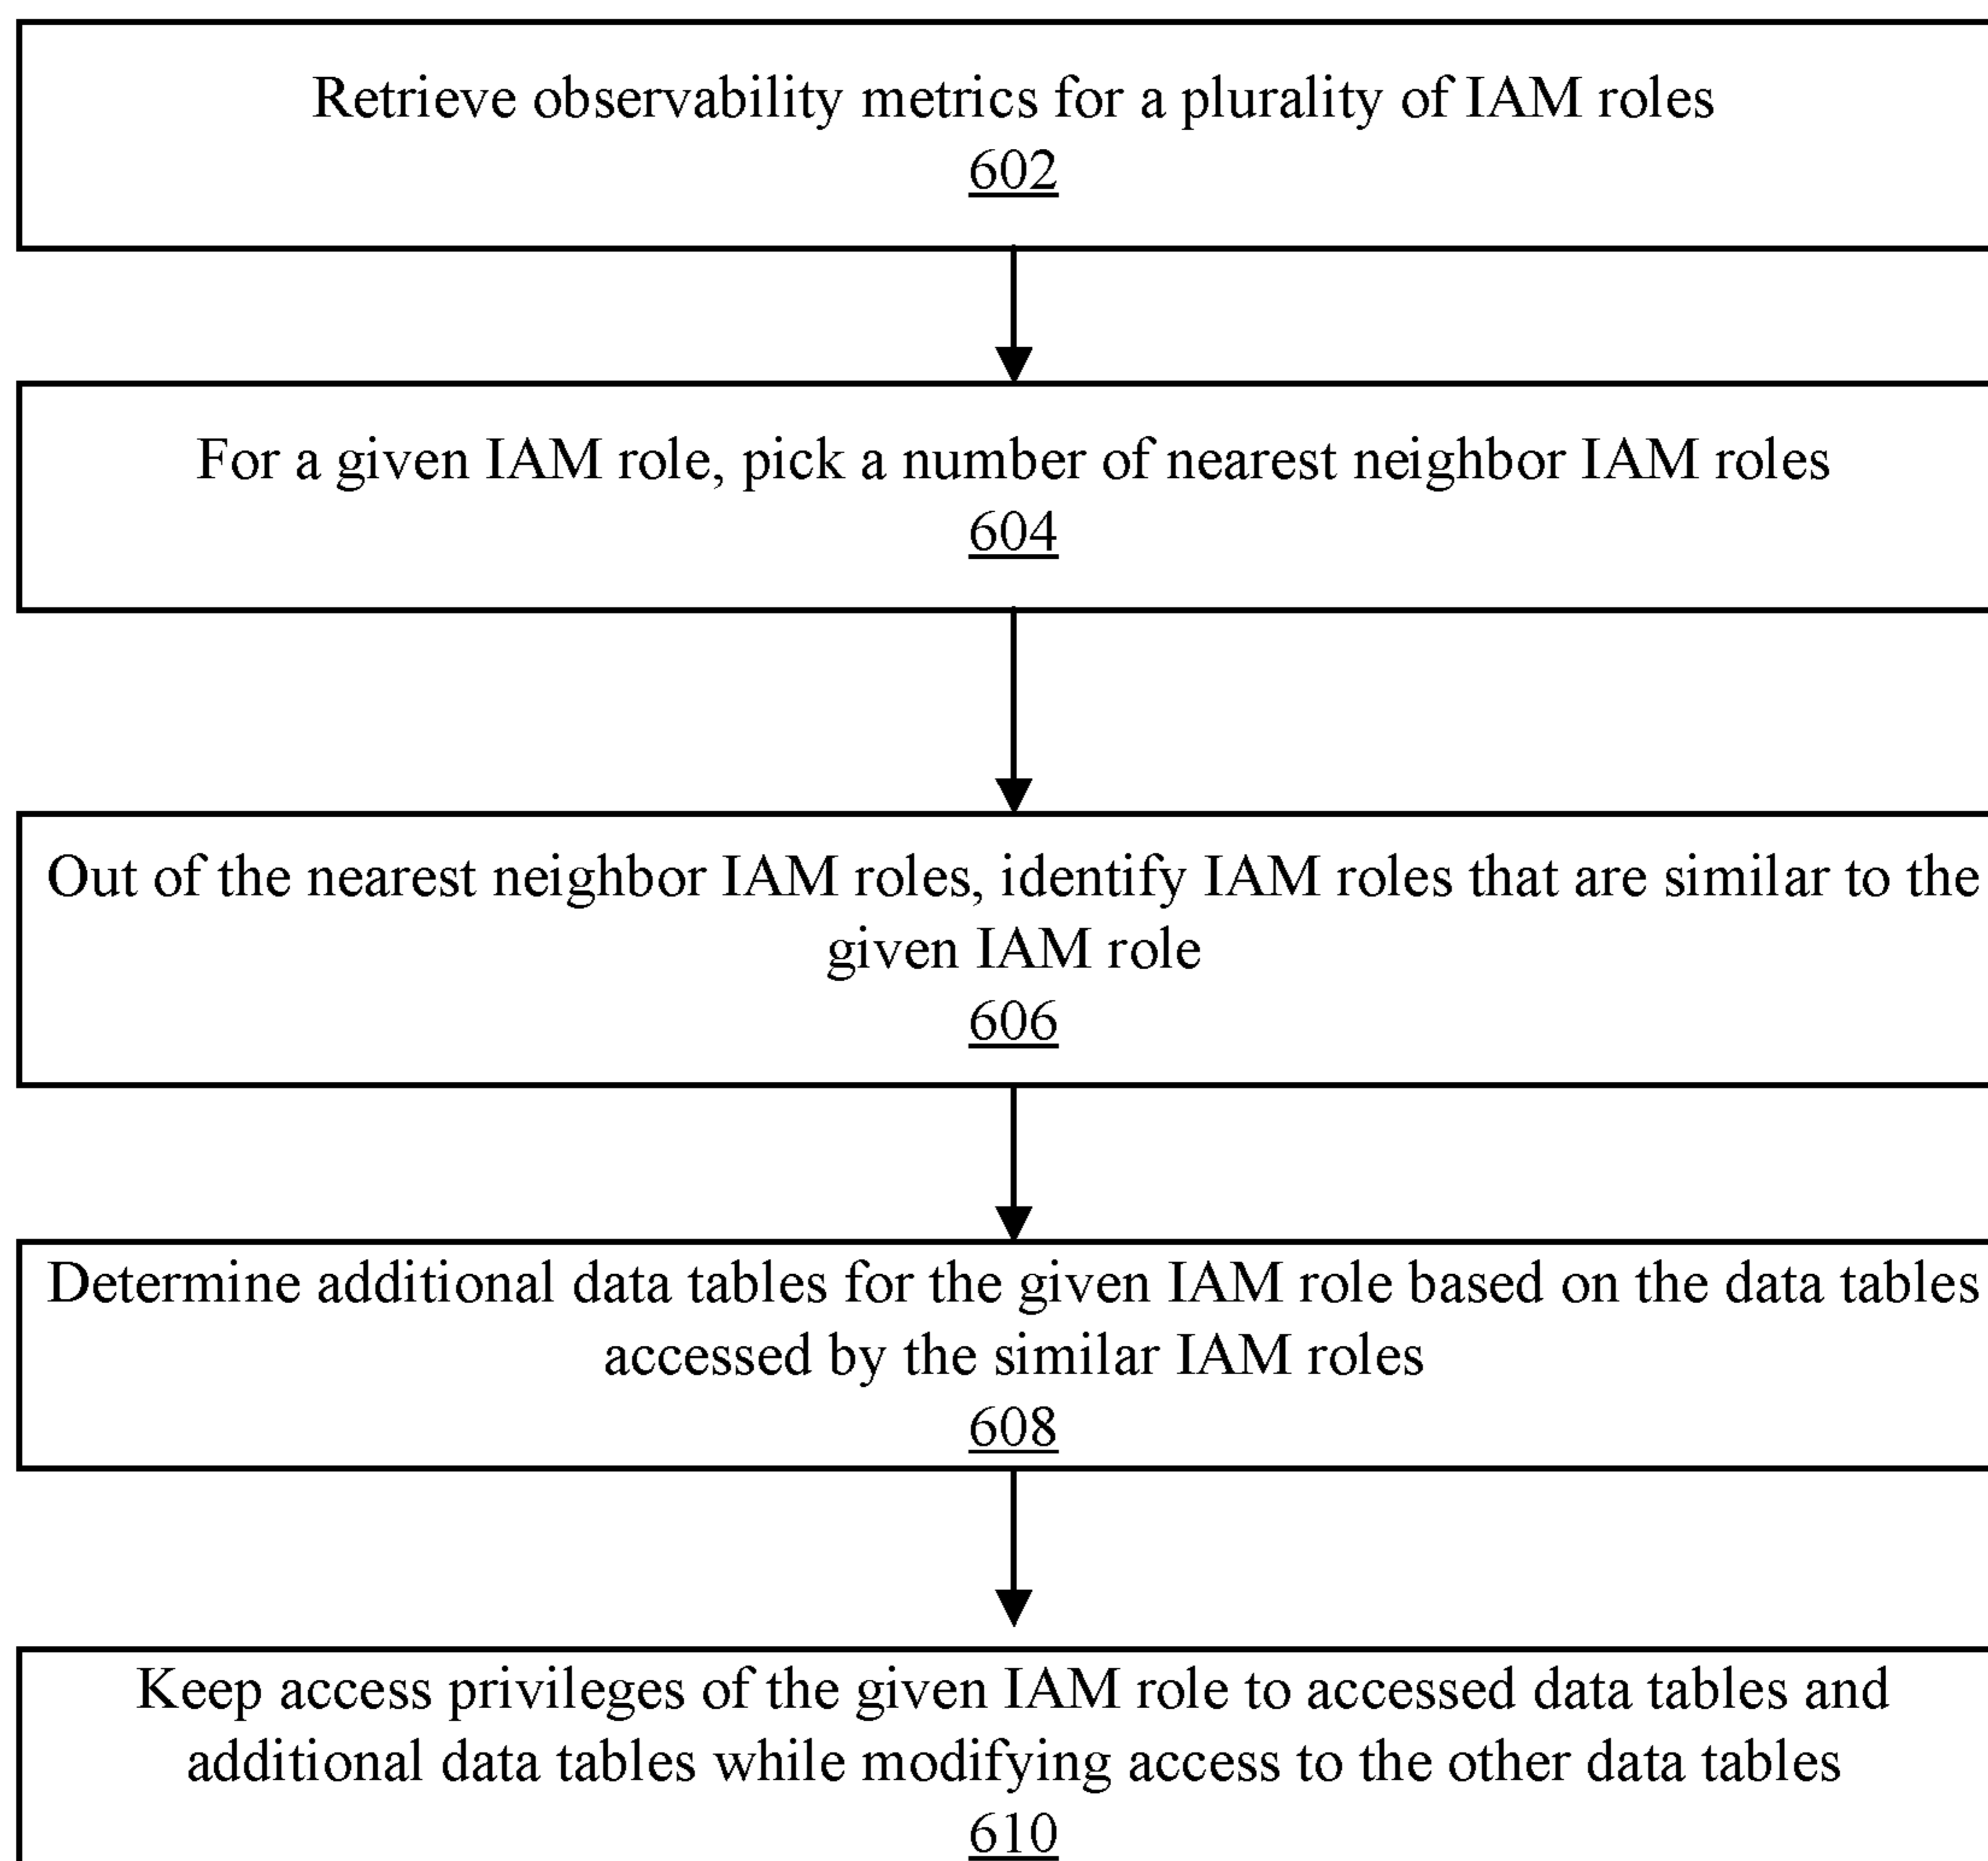 Retrieve observability metrics for a plurality of IAM roles
602
For a given IAM role, pick a number of nearest neighbor IAM roles
604
Out of the nearest neighbor IAM roles, identify IAM roles that are similar to the
given IAM role
606
Determine additional data tables for the given IAM role based on the data tables
accessed by the similar IAM roles
608
Keep access privileges of the given IAM role to accessed data tables and
additional data tables while modifying access to the other data tables
610